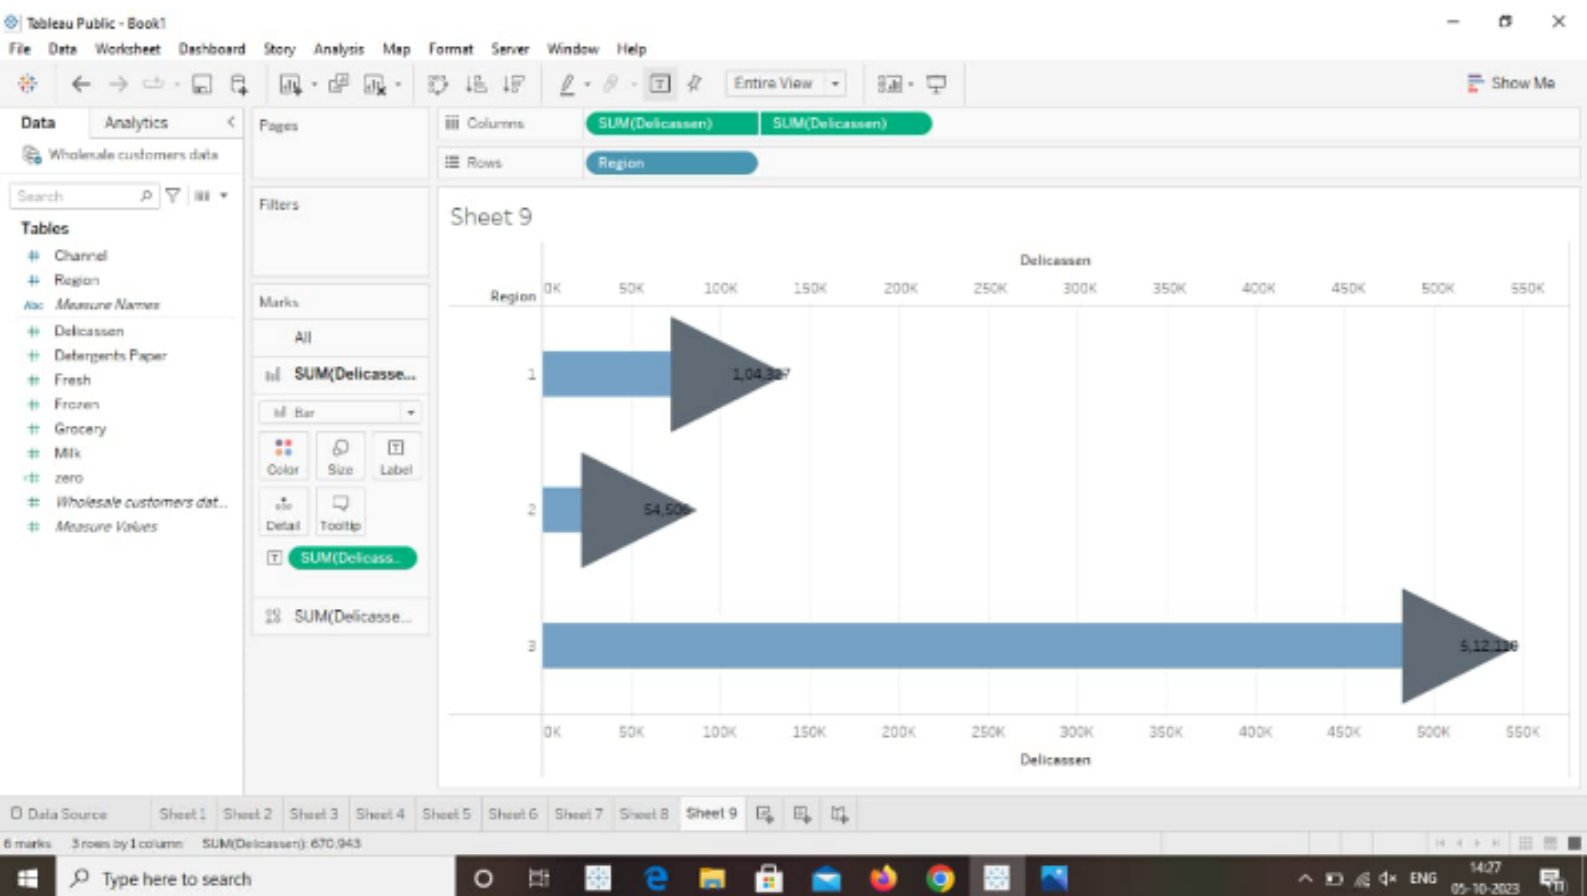 Tableau Public - Book1
File Data Worksheet Dashboard Story Analysis Map Format Server Window Help
Entire View
Show Me
Data Analytics
Pages
Columns SUM(Delicassen) SUM(Delicassen)
Wholesale customers data
Rows Region
Search
Filters
Tables
Sheet 9
Channel
Region
Abc Measure Names
Delicassen
Detergents Paper
Fresh
Frozen
Grocery
Milk
zero
Wholesale customers dat...
Measure Values
Marks
All
SUM(Delicasse...
Bar
Color Size Label
Detail Tooltip
SUM(Delicass..
SUM(Delicasse...
Delicassen
Region 0K 50K 100K 150K 200K 250K 300K 350K 400K 450K 500K 550K
1 1,04,327
2
3
0K 50K 100K 150K 200K 250K 300K 350K 400K 450K 500K 550K
Delicassen
Data Source Sheet 1 Sheet 2 Sheet 3 Sheet 4 Sheet 5 Sheet 6 Sheet 7 Sheet 8 Sheet 9
6 marks 3 rows by 1 column SUM(Delicassen): 670,943
Type here to search
ENG
14:27
05-10-2023